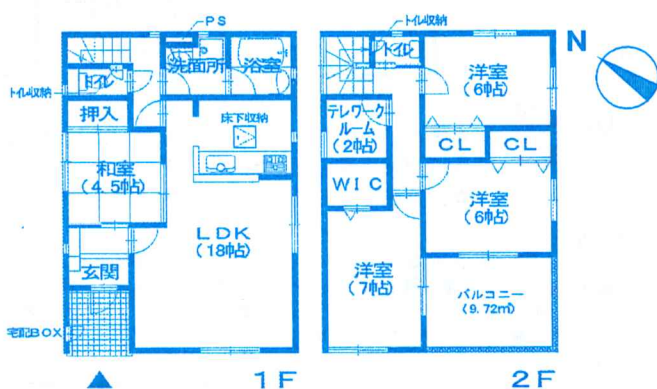 PS
トイレ収納
洗面所
浴室
トイレ
トイレ収納
押入
床下収納
和室
(4.5帖)
LDK
(18帖)
玄関
宅配BOX
1F
トイレ
洋室
(6帖)
テレワーク
ルーム
(2帖)
CL
CL
WIC
洋室
(6帖)
洋室
(7帖)
バルコニー
(9.72㎡)
2F
N